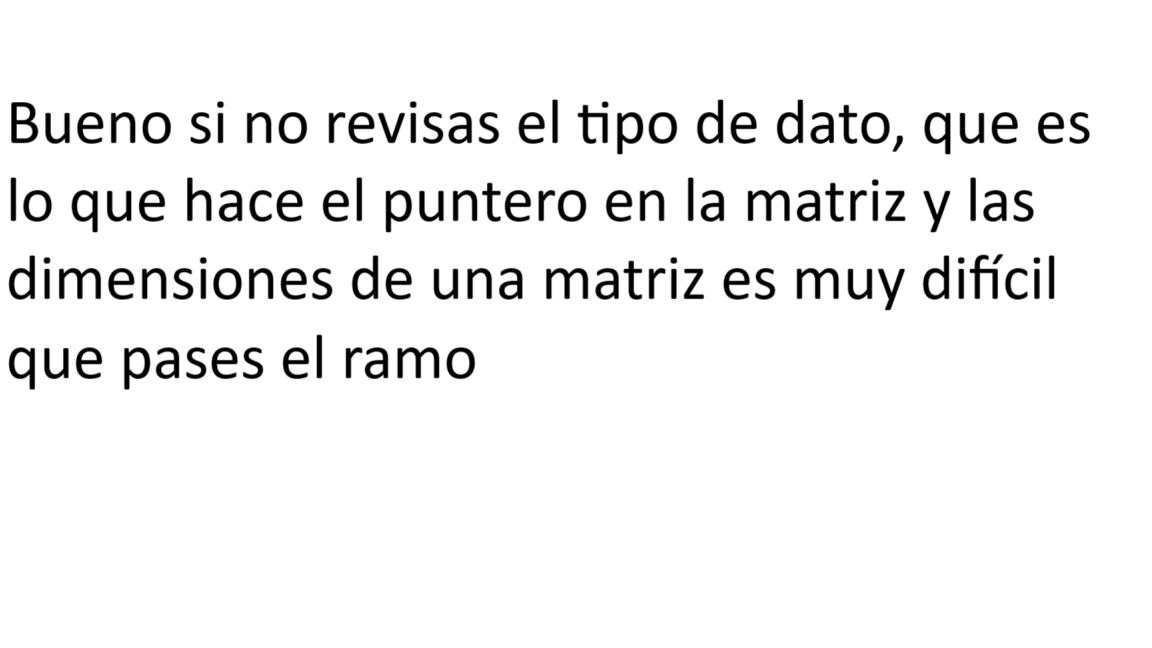 Bueno si no revisas el tipo de dato, que es
lo que hace el puntero en la matriz y las
dimensiones de una matriz es muy difícil
que pases el ramo